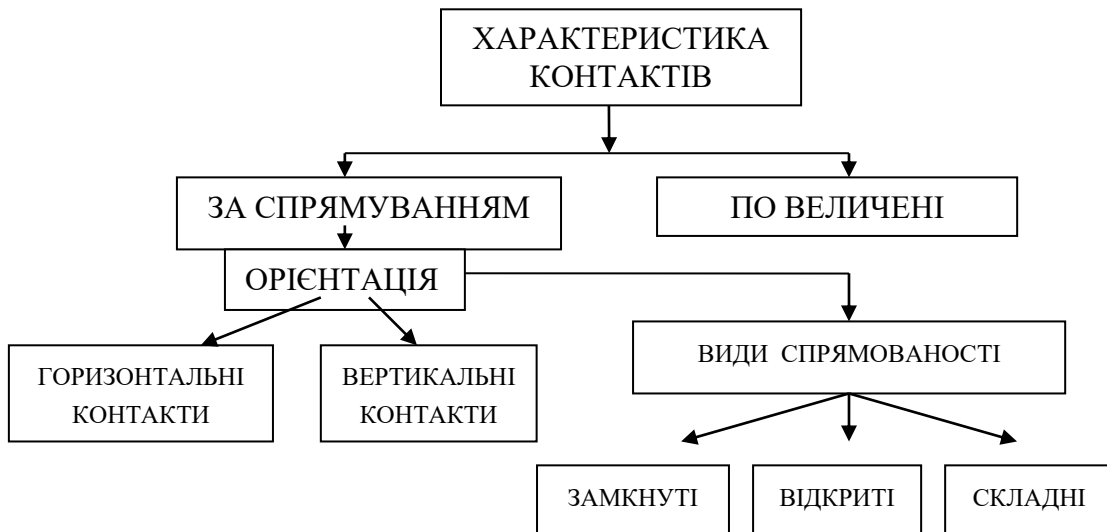 ХАРАКТЕРИСТИКА
КОНТАКТІВ
ЗА СПРЯМУВАННЯМ
ПО ВЕЛИЧЕНІ
ОРІЄНТАЦІЯ
ГОРИЗОНТАЛЬНІ
КОНТАКТИ
ВЕРТИКАЛЬНІ
КОНТАКТИ
ВИДИ СПРЯМОВАНОСТІ
ЗАМКНУТІ
ВІДКРИТІ
СКЛАДНІ